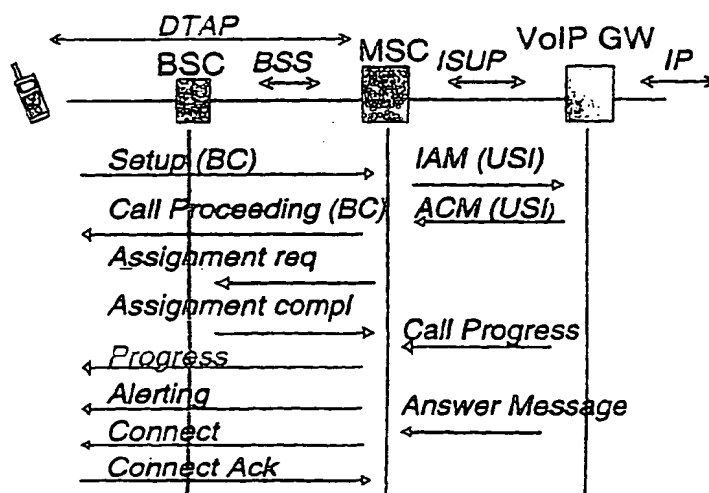 DTAP
BSC
BSS
MSC
ISUP
VoIP GW
IP
Setup (BC)
IAM (USI)
Call Proceeding (BC)
ACM (USI)
Assignment req
Assignment compl
Call Progress
Progress
Alerting
Answer Message
Connect
Connect Ack